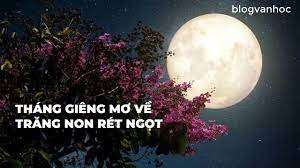 blogvanhoc
THÁNG GIÊNG MƠ VỀ
TRĂNG NON RÉT NGỌT